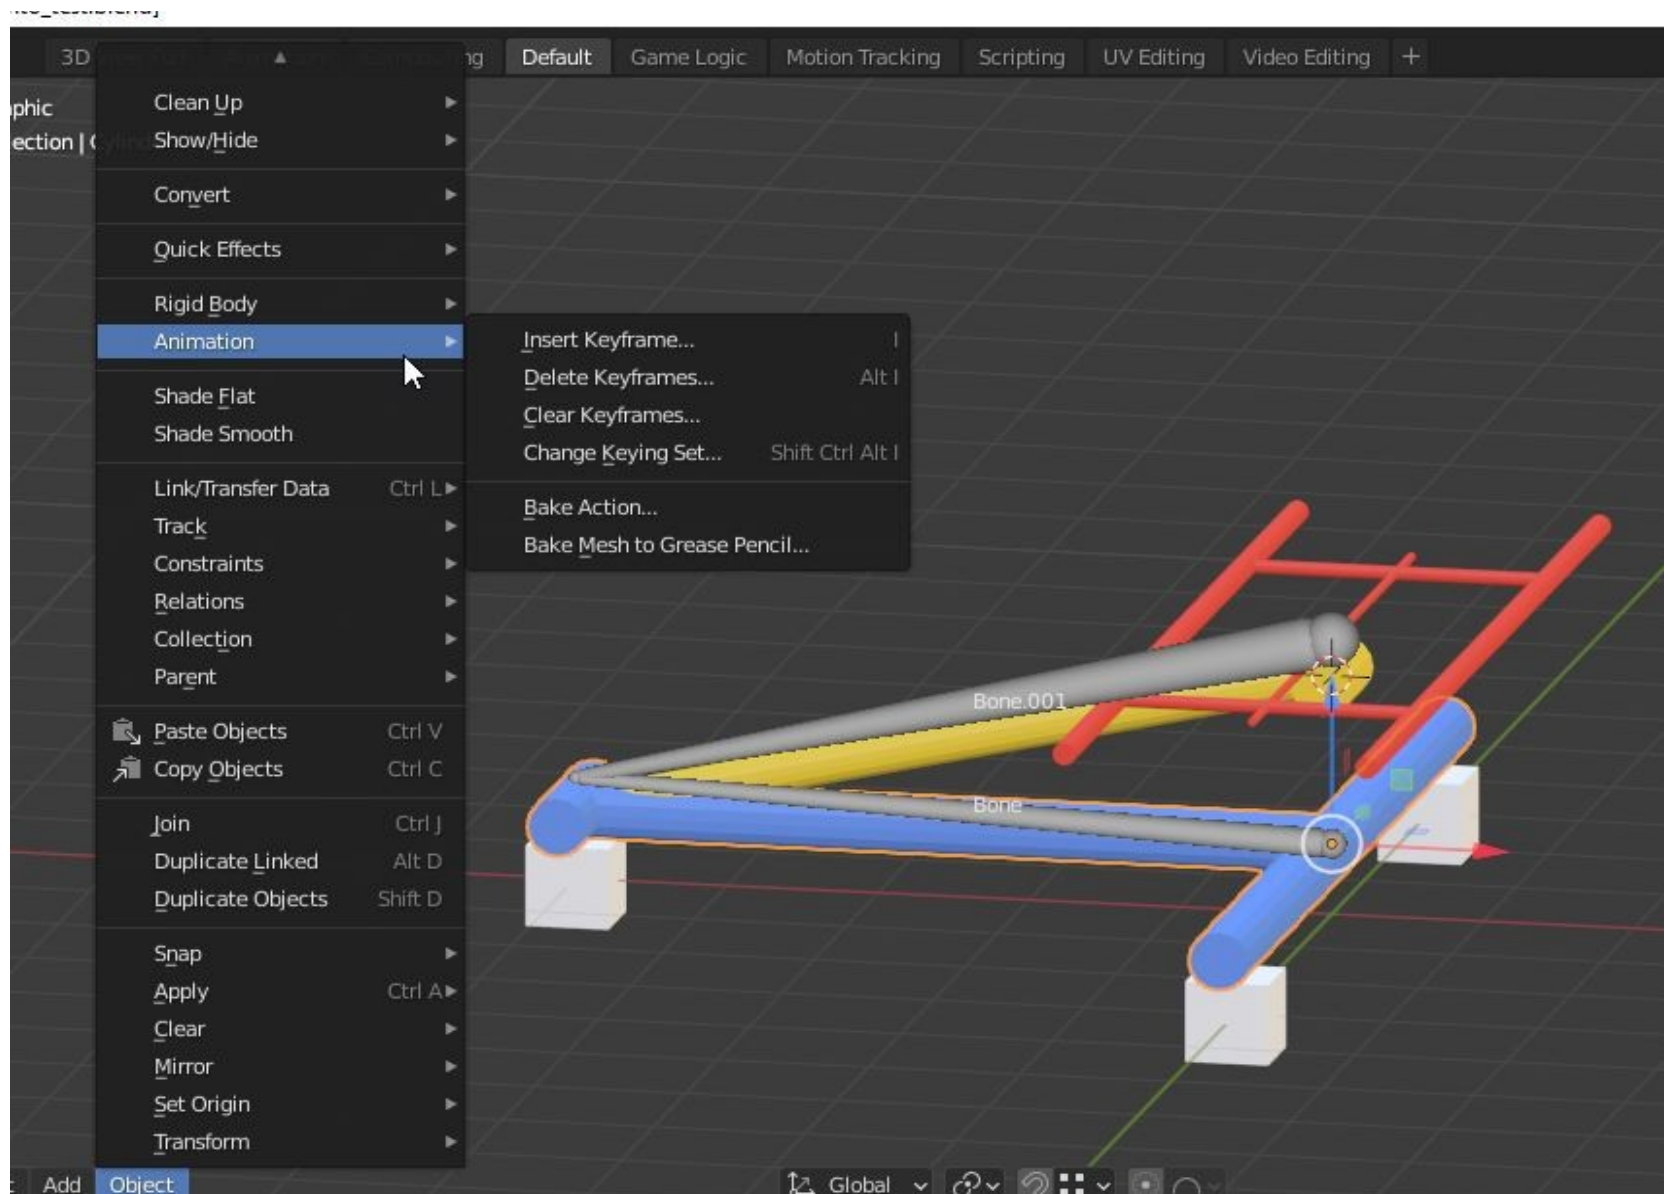 3D
Default
Game Logic
Motion Tracking
Scripting
UV Editing
Video Editing
+
Clean Up
Show/Hide
Convert
Quick Effects
Rigid Body
Animation
Shade Flat
Shade Smooth
Link/Transfer Data Ctrl L
Track
Constraints
Relations
Collection
Parent
Paste Objects Ctrl V
Copy Objects Ctrl C
Join Ctrl J
Duplicate Linked Alt D
Duplicate Objects Shift D
Snap
Apply Ctrl A
Clear
Mirror
Set Origin
Transform
Insert Keyframe... I
Delete Keyframes... Alt I
Clear Keyframes...
Change Keying Set... Shift Ctrl Alt I
Bake Action...
Bake Mesh to Grease Pencil...
Bone.001
Bone
Add
Object
Global